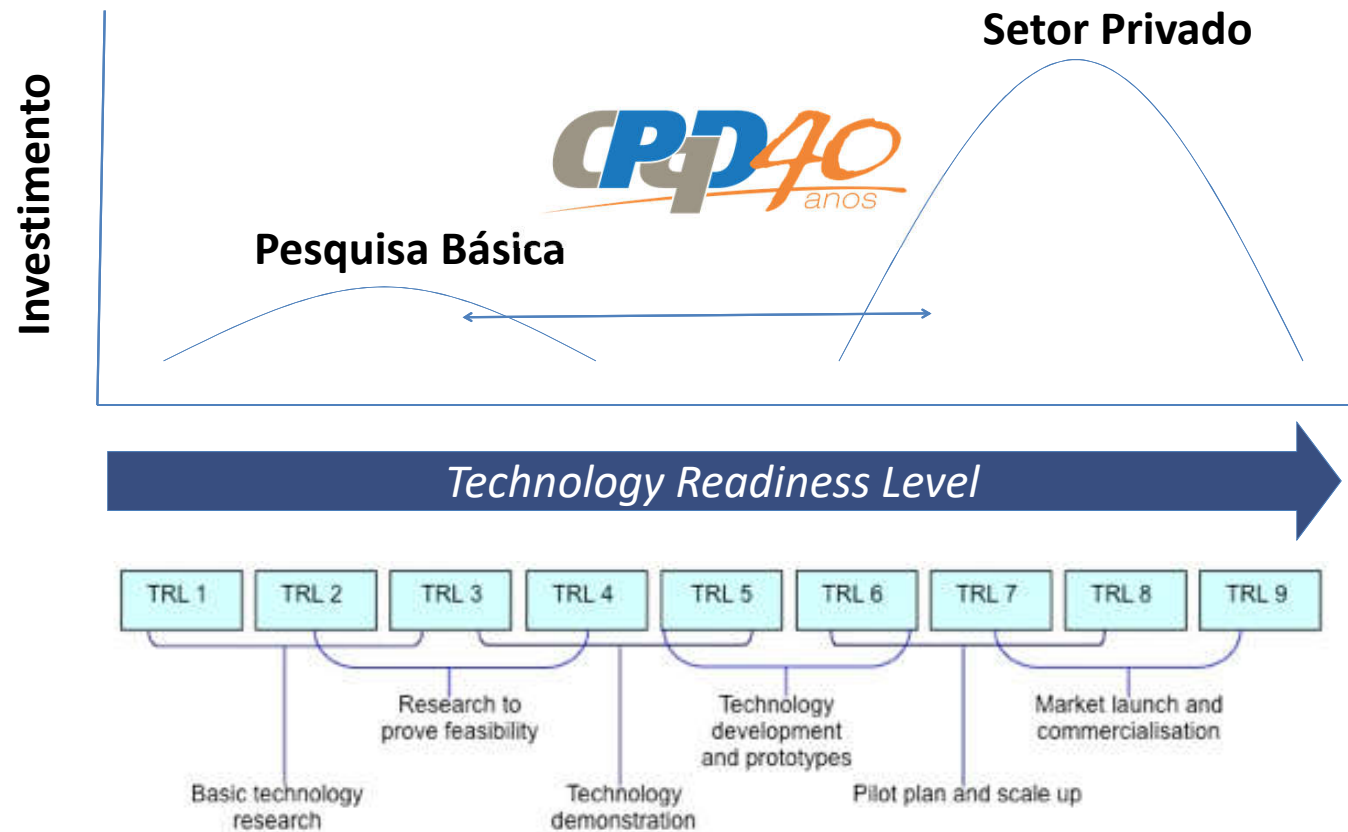 Setor Privado
Investimento
CPqD 40
anos
Pesquisa Básica
Technology Readiness Level
TRL 1
TRL 2
TRL 3
TRL 4
TRL 5
TRL 6
TRL 7
TRL 8
TRL 9
Research to
prove feasibility
Technology
development
and prototypes
Market launch and
commercialisation
Basic technology
research
Technology
demonstration
Pilot plan and scale up